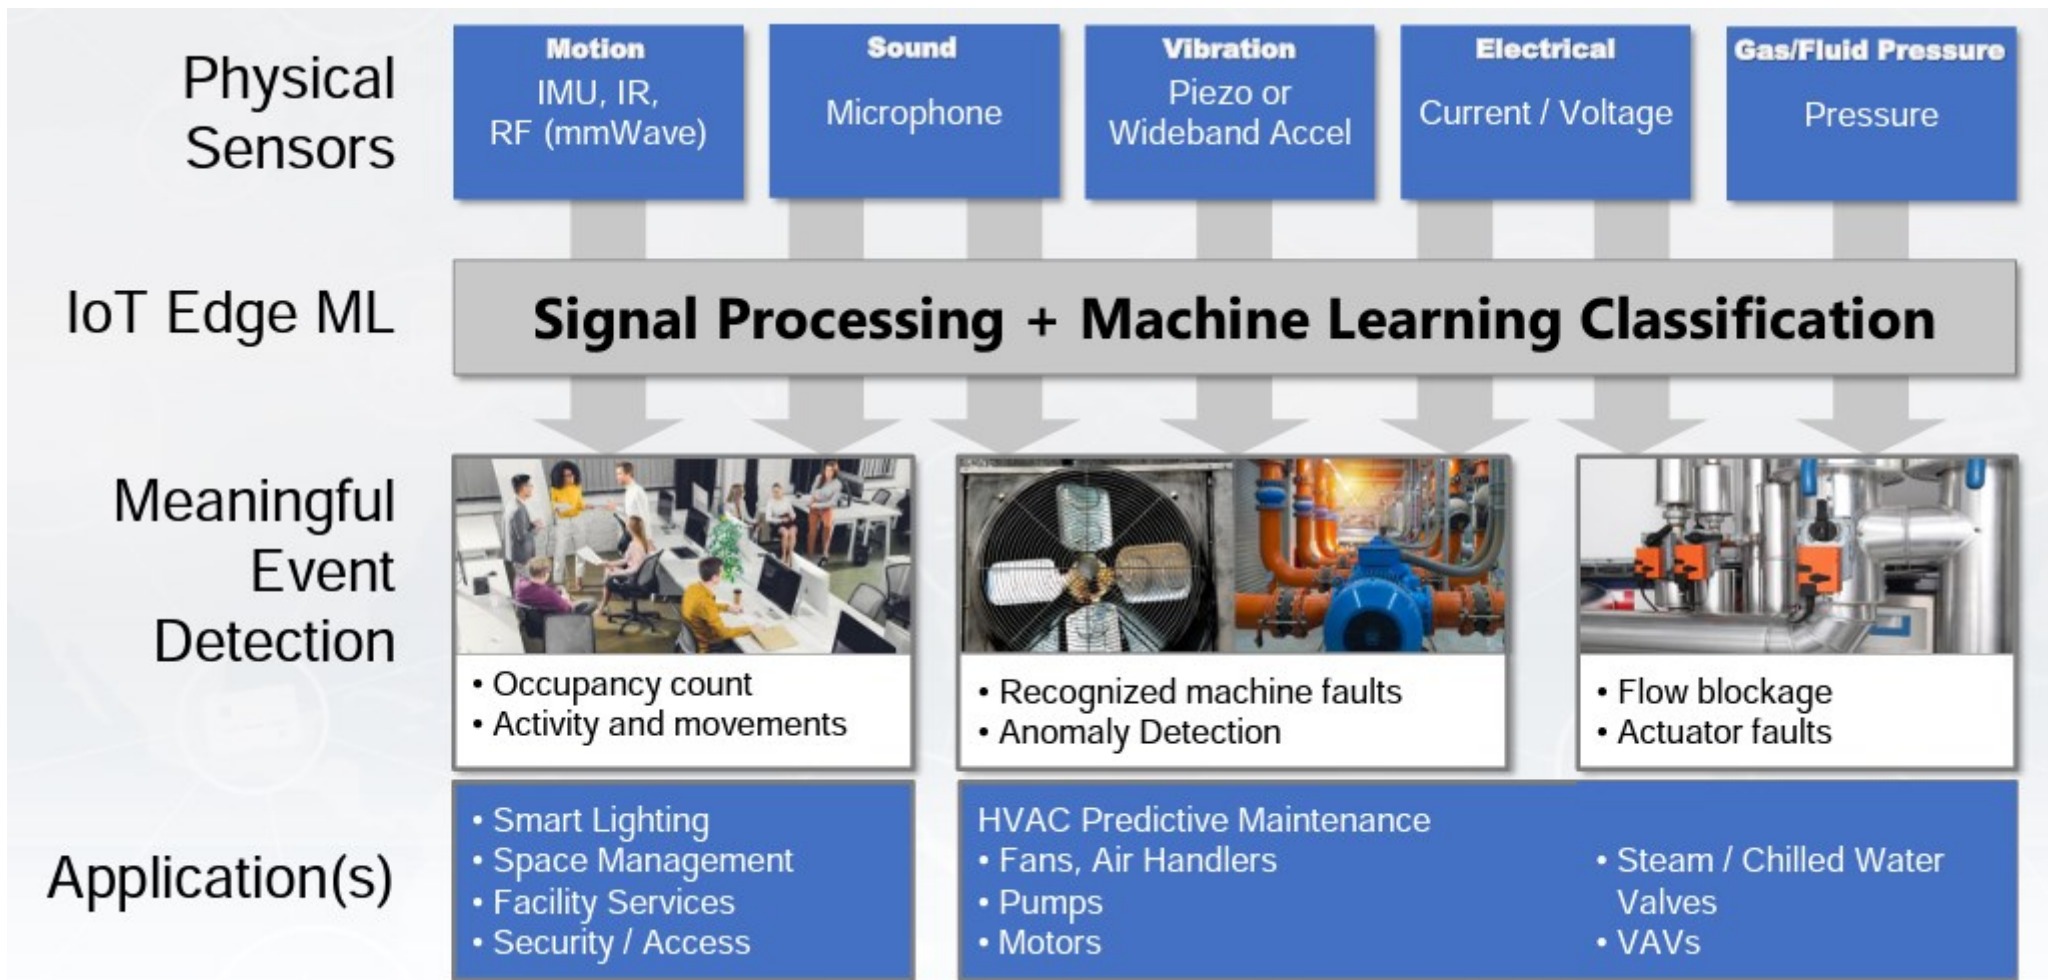 Physical
Sensors
Motion
IMU, IR,
RF (mmWave)
Sound
Microphone
Vibration
Piezo or
Wideband Accel
Electrical
Current / Voltage
Gas/Fluid Pressure
Pressure
IoT Edge ML
Signal Processing + Machine Learning Classification
Meaningful
Event
Detection
• Occupancy count
• Activity and movements
• Recognized machine faults
• Anomaly Detection
• Flow blockage
• Actuator faults
Application(s)
• Smart Lighting
• Space Management
• Facility Services
• Security / Access
HVAC Predictive Maintenance
• Fans, Air Handlers
• Pumps
• Motors
• Steam / Chilled Water
Valves
• VAVs